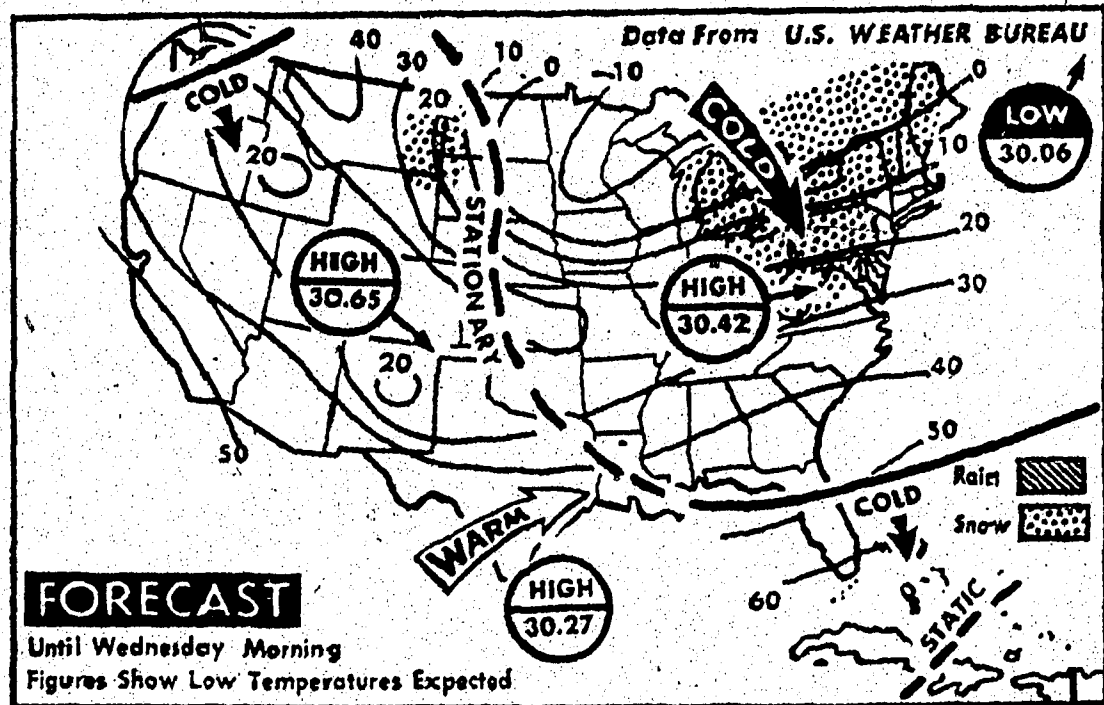 Data From U.S. WEATHER BUREAU
40
30
20
10
0
-10
0
10
20
30
40
50
60
50
COLD
20
STATIONARY
COLD
LOW
30.06
HIGH
30.65
HIGH
30.42
20
WARM
HIGH
30.27
COLD
STATIC
Rain
Snow
FORECAST
Until Wednesday Morning
Figures Show Low Temperatures Expected